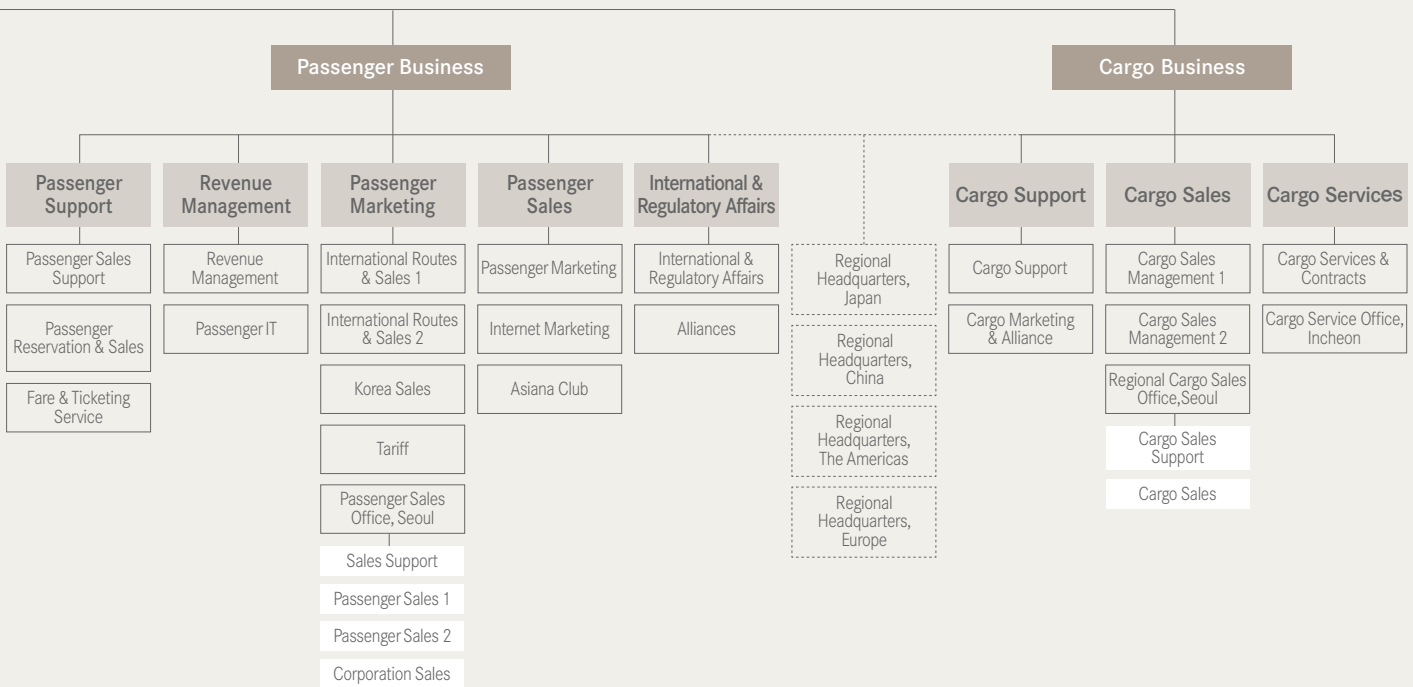 Passenger Business
Cargo Business
Passenger
Support
Revenue
Management
Passenger
Marketing
Passenger
Sales
International &
Regulatory Affairs
Cargo Support
Cargo Sales
Cargo Services
Passenger Sales
Support
Passenger
Reservation & Sales
Fare & Ticketing
Service
Revenue
Management
Passenger IT
International Routes
& Sales 1
International Routes
& Sales 2
Korea Sales
Tariff
Passenger Sales
Office, Seoul
Sales Support
Passenger Sales 1
Passenger Sales 2
Corporation Sales
Passenger Marketing
Internet Marketing
Asiana Club
International &
Regulatory Affairs
Alliances
Regional
Headquarters,
Japan
Regional
Headquarters,
China
Regional
Headquarters,
The Americas
Regional
Headquarters,
Europe
Cargo Support
Cargo Marketing
& Alliance
Cargo Sales
Management 1
Cargo Sales
Management 2
Regional Cargo Sales
Office,Seoul
Cargo Sales
Support
Cargo Sales
Cargo Services &
Contracts
Cargo Service Office,
Incheon